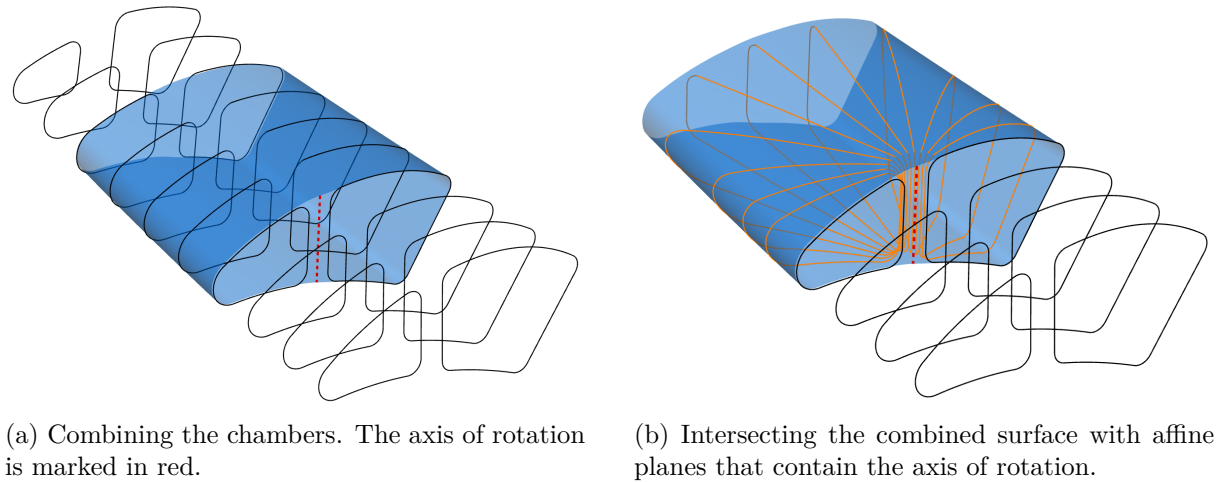 (a) Combining the chambers. The axis of rotation
is marked in red.
(b) Intersecting the combined surface with affine
planes that contain the axis of rotation.